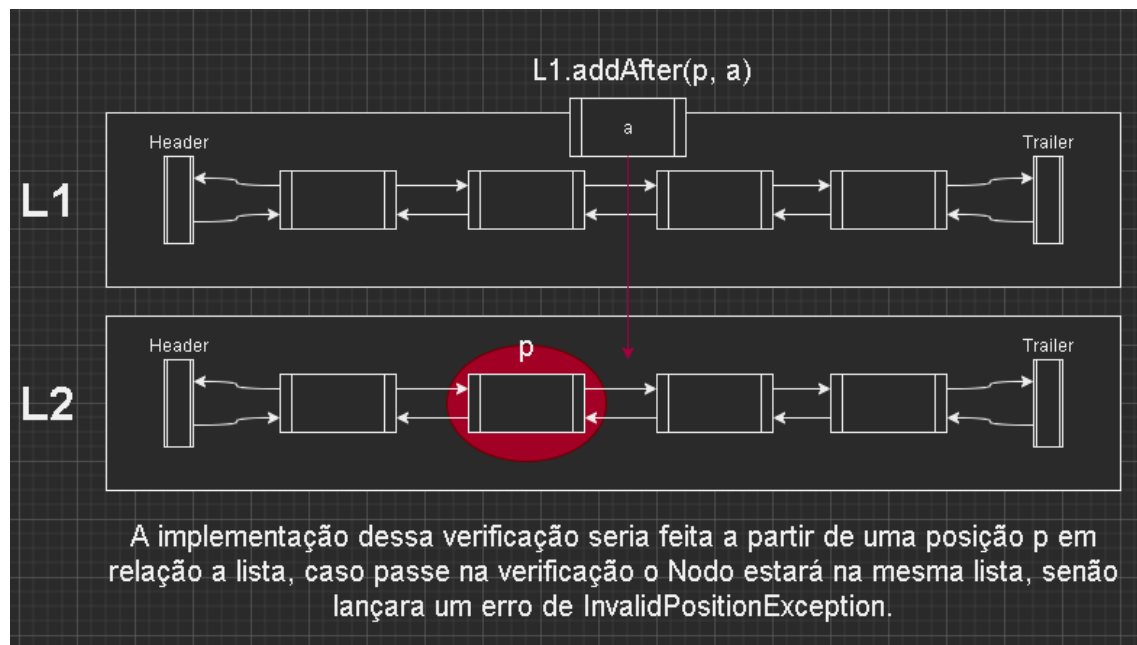 L1.addAfter(p, a)
a
Header
Trailer
L1
Header
p
Trailer
L2
A implementação dessa verificação seria feita a partir de uma posição p em
relação a lista, caso passe na verificação o Nodo estará na mesma lista, senão
lançara um erro de InvalidPositionException.